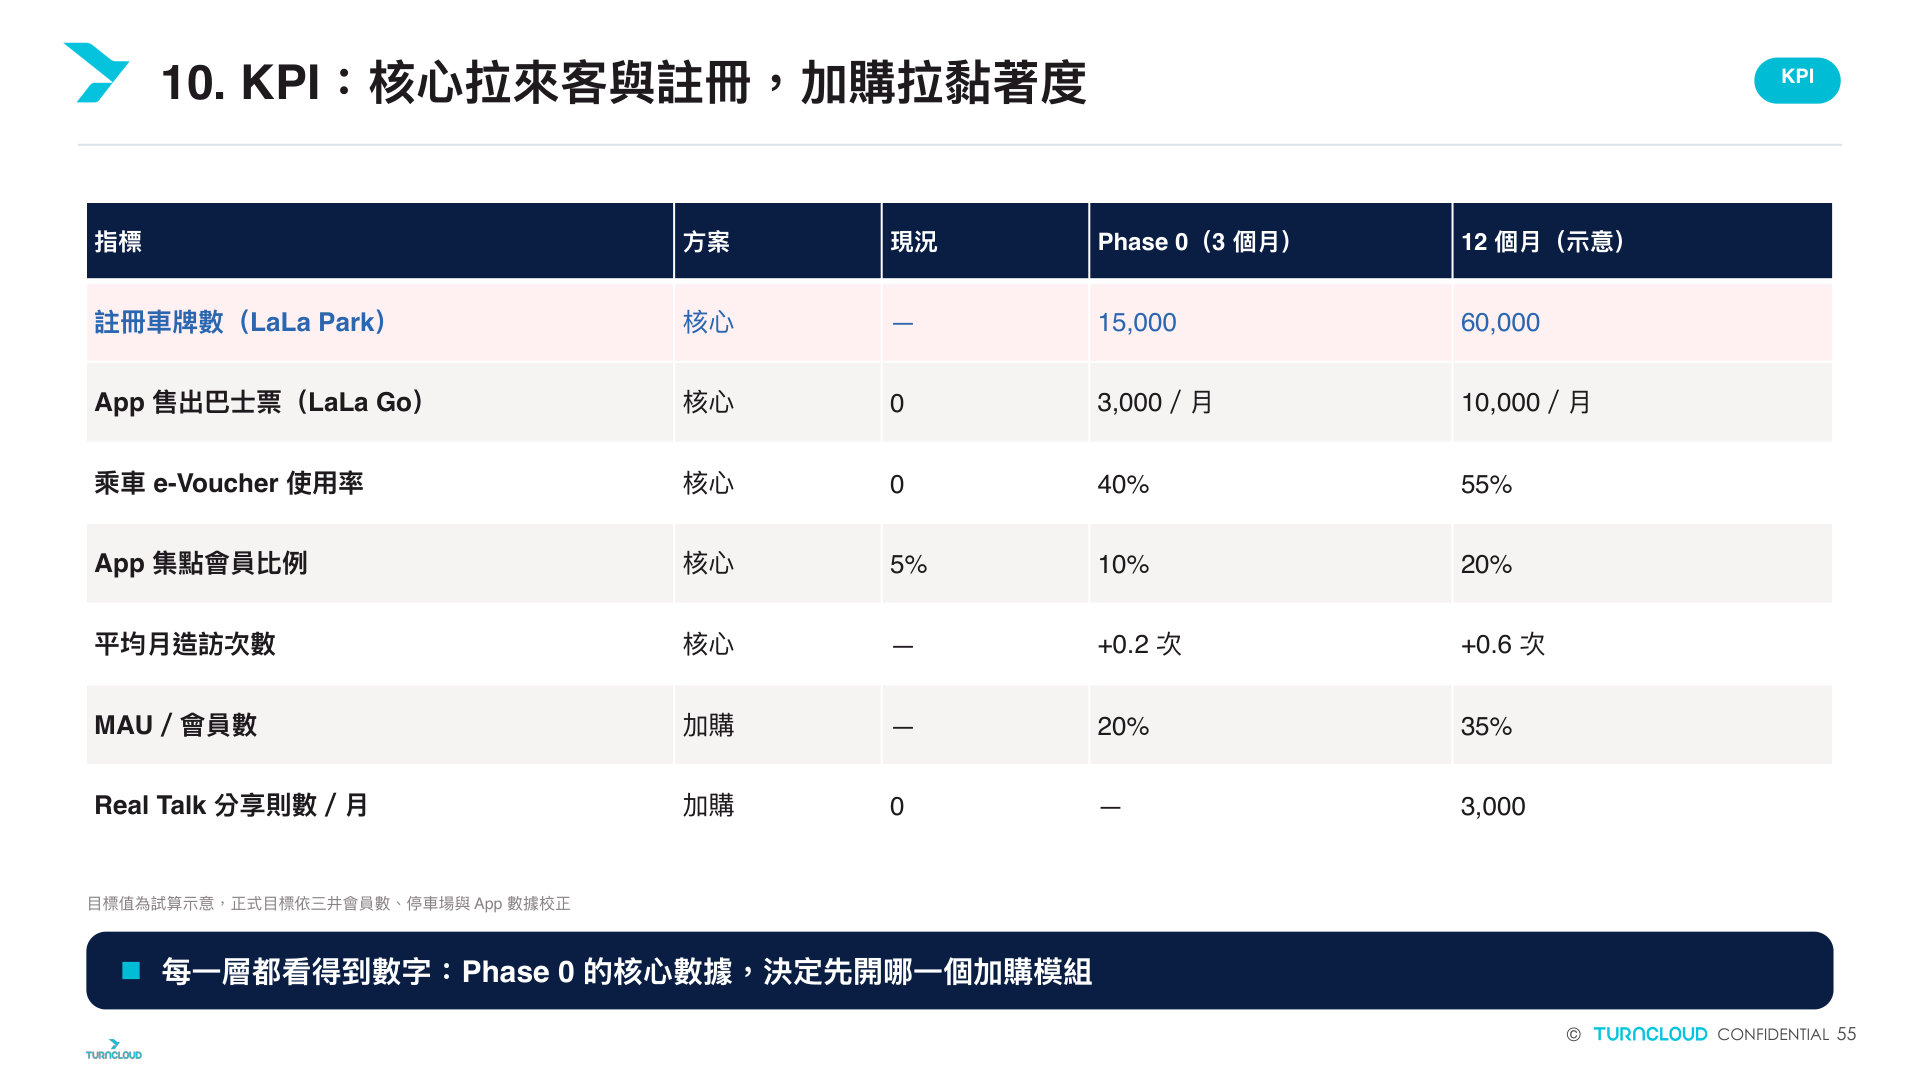 10. KPI：核心拉來客與註冊，加購拉黏著度
KPI
指標 方案 現況 Phase 0（3 個月） 12 個月（示意）
註冊車牌數（LaLa Park） 核心 — 15,000 60,000
App 售出巴士票（LaLa Go） 核心 0 3,000 / 月 10,000 / 月
乘車 e-Voucher 使用率 核心 0 40% 55%
App 集點會員比例 核心 5% 10% 20%
平均月造訪次數 核心 — +0.2 次 +0.6 次
MAU / 會員數 加購 — 20% 35%
Real Talk 分享則數 / 月 加購 0 — 3,000
目標值為試算示意，正式目標依三井會員數、停車場與 App 數據校正
每一層都看得到數字：Phase 0 的核心數據，決定先開哪一個加購模組
TURNCLOUD
© TURNCLOUD CONFIDENTIAL 55